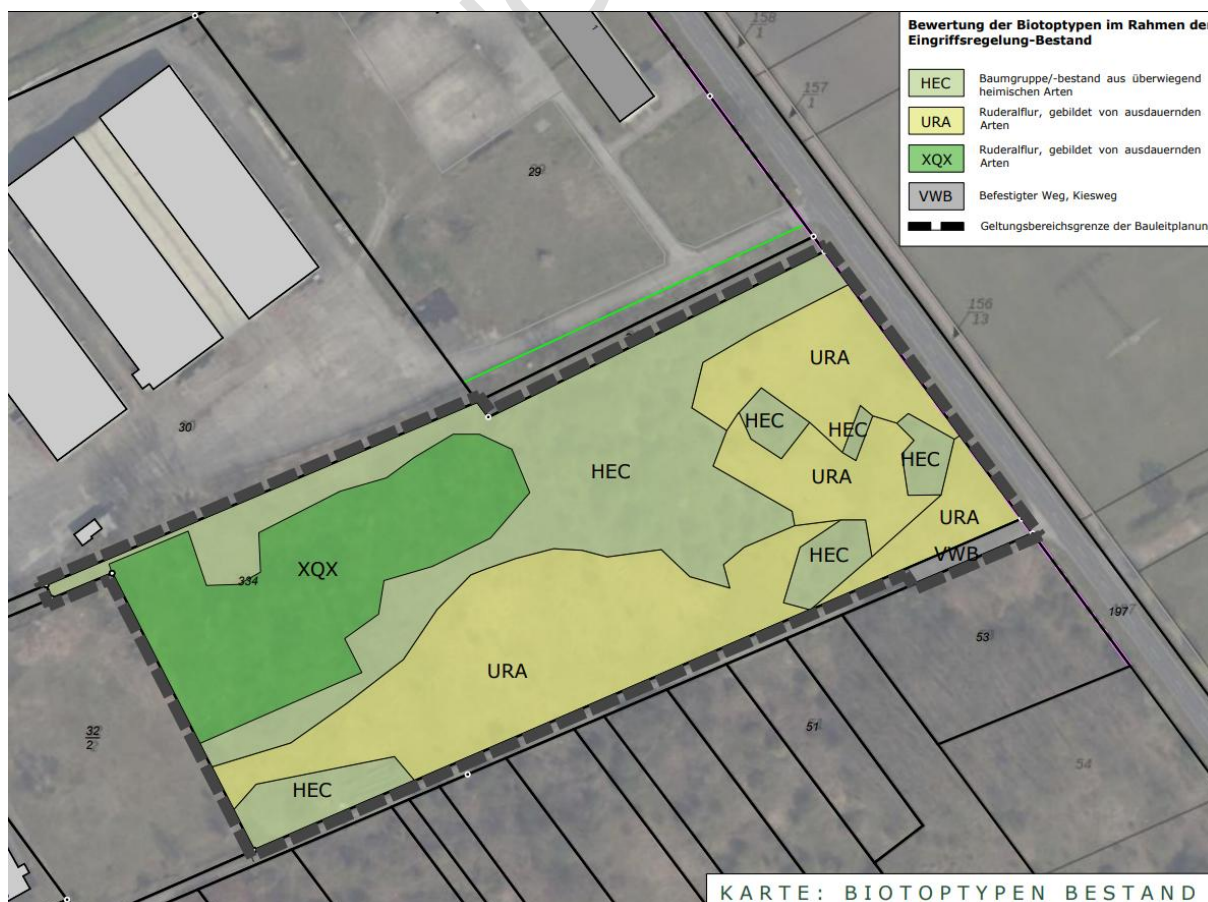 Bewertung der Biotoptypen im Rahmen der
Eingriffsregelung-Bestand
HEC
Baumgruppe/-bestand aus überwiegend
heimischen Arten
URA
Ruderalflur, gebildet von ausdauernden
Arten
XQX
Ruderalflur, gebildet von ausdauernden
Arten
VWB
Befestigter Weg, Kiesweg
Geltungsbereichsgrenze der Bauleitplanun
158
1
157
1
29
156
13
30
URA
HEC
HEC
HEC
HEC
URA
URA
HEC
VWB
XQX
334
URA
HEC
32
2
53
197
51
54
KARTE: BIOTOPTYPEN BESTAND